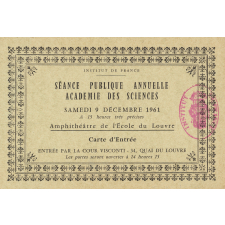 INSTITUT DE FRANCE
SÉANCE PUBLIQUE ANNUELLE
ACADÉMIE DES SCIENCES
SAMEDI 9 DÉCEMBRE 1961
à 15 heures très précises
Amphithéâtre de l'École du Louvre
Carte d'Entrée
ENTRÉE PAR LA COUR VISCONTI - 34, QUAI DU LOUVRE
Les portes seront ouvertes à 14 heures 15
INSTITUT